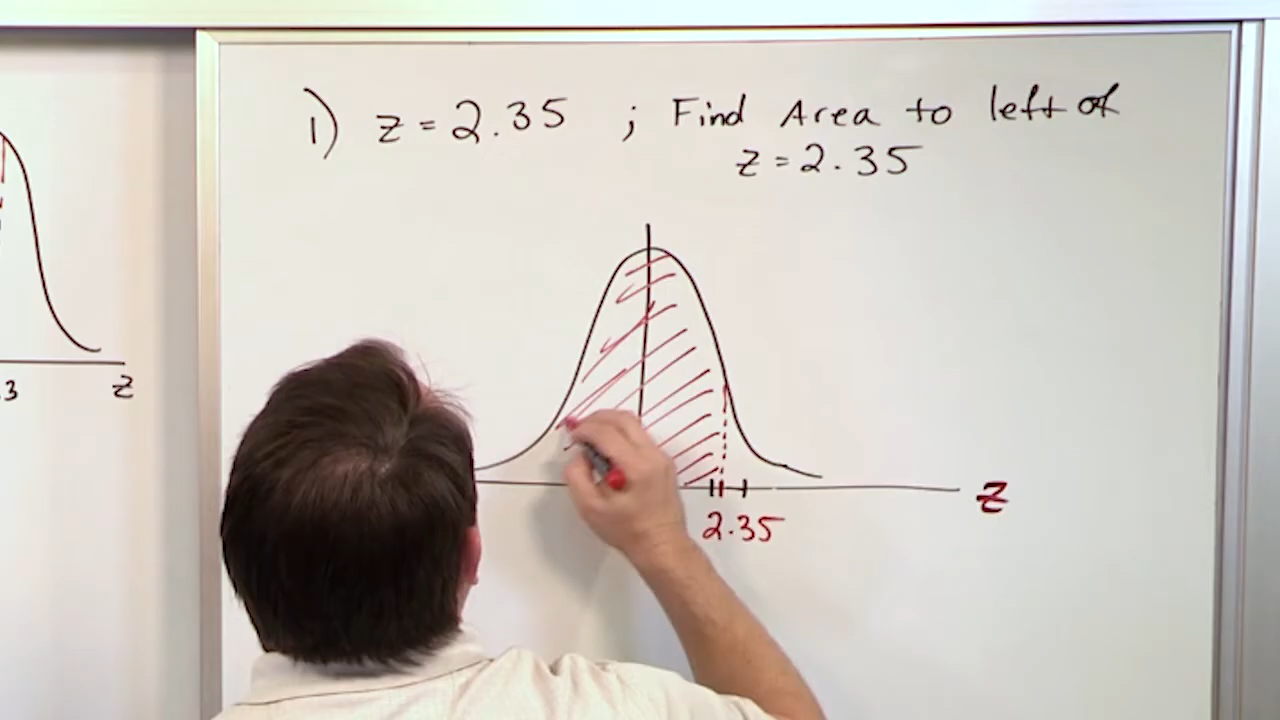 1) z = 2.35 ; Find Area to left of
z = 2.35
.3
z
z
2.35